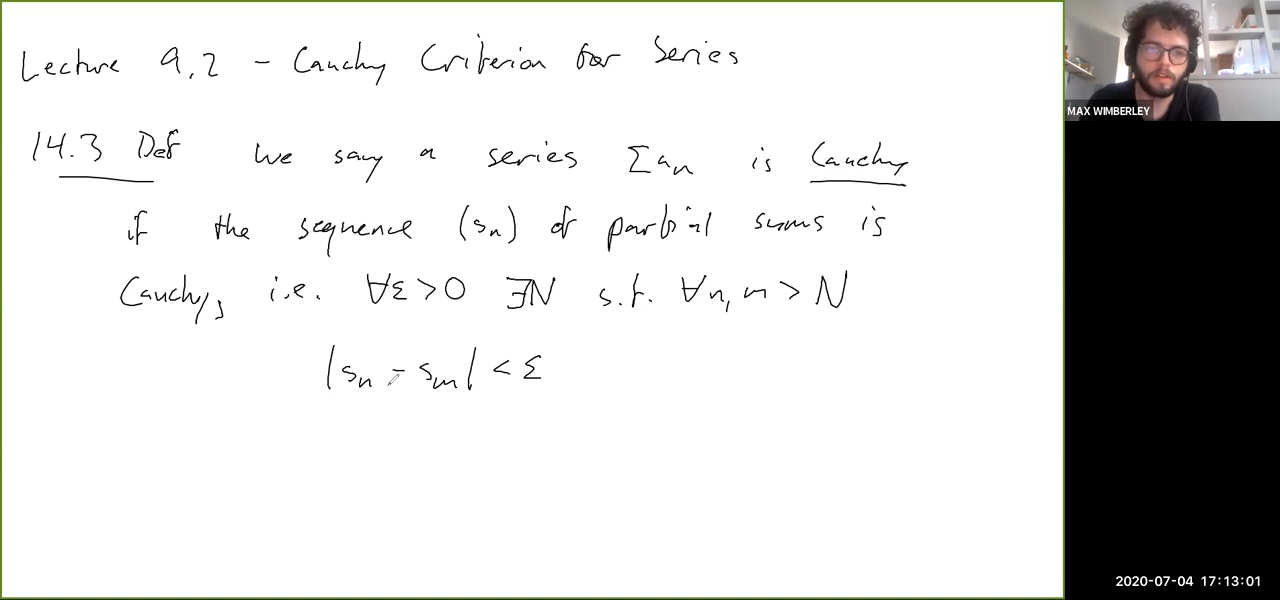 Lecture 9.2 - Cauchy Criterion for Series
14.3 Def We say a series Σaₙ is Cauchy
if the sequence (sₙ) of partial sums is
Cauchy, i.e. ∀ε>0 ∃N s.t. ∀n, m > N
|sₙ - sₘ| < ε
MAX WIMBERLEY
2020-07-04 17:13:01